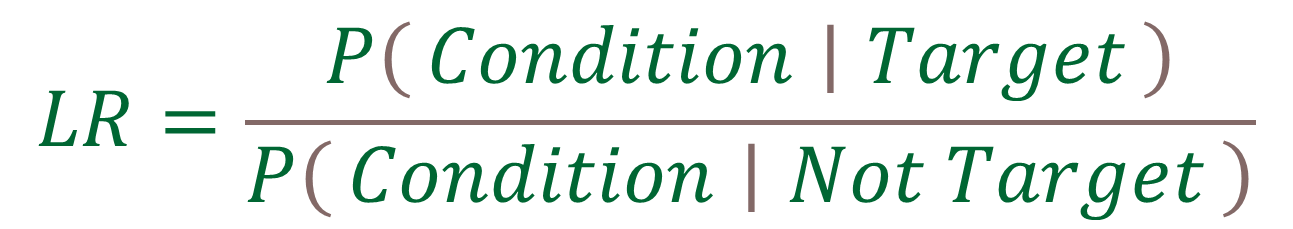 LR = P( Condition | Target )
P( Condition | Not Target )